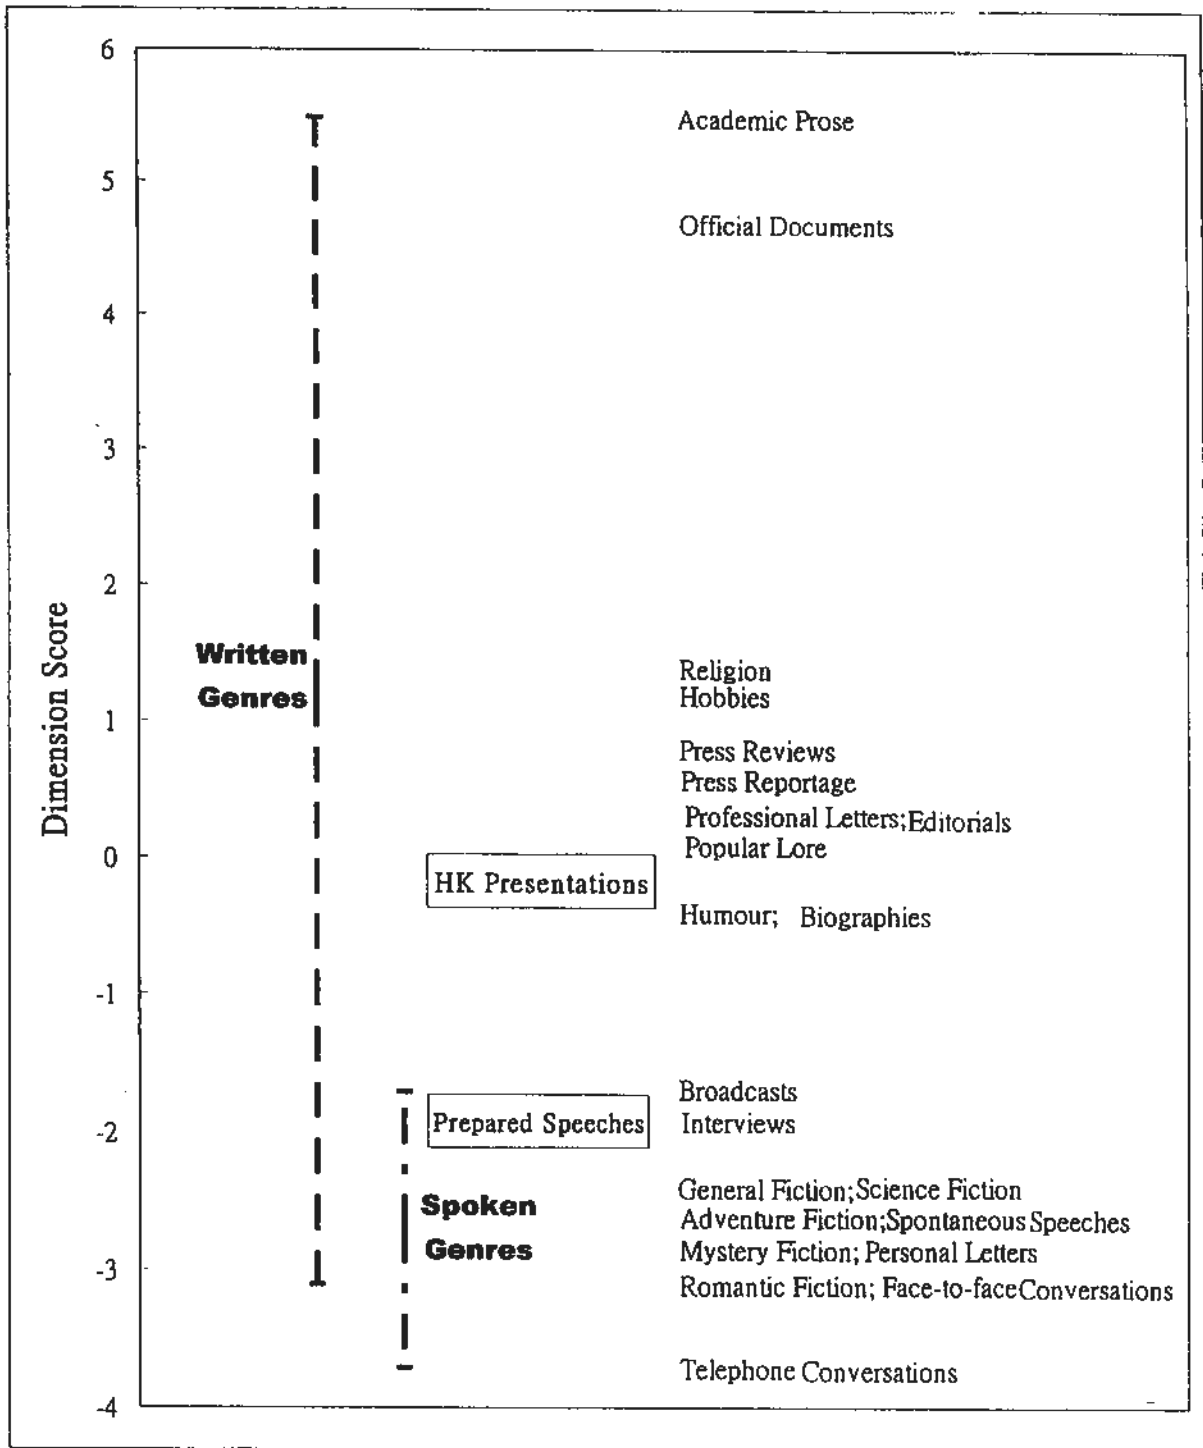 6
Academic Prose
5
Official Documents
4
3
2
Dimension Score
Written
Genres
Religion
Hobbies
1
Press Reviews
Press Reportage
Professional Letters; Editorials
Popular Lore
0
HK Presentations
Humour; Biographies
-1
Broadcasts
Prepared Speeches
Interviews
-2
General Fiction; Science Fiction
Spoken
Genres
Adventure Fiction; Spontaneous Speeches
Mystery Fiction; Personal Letters
-3
Romantic Fiction; Face-to-face Conversations
Telephone Conversations
-4